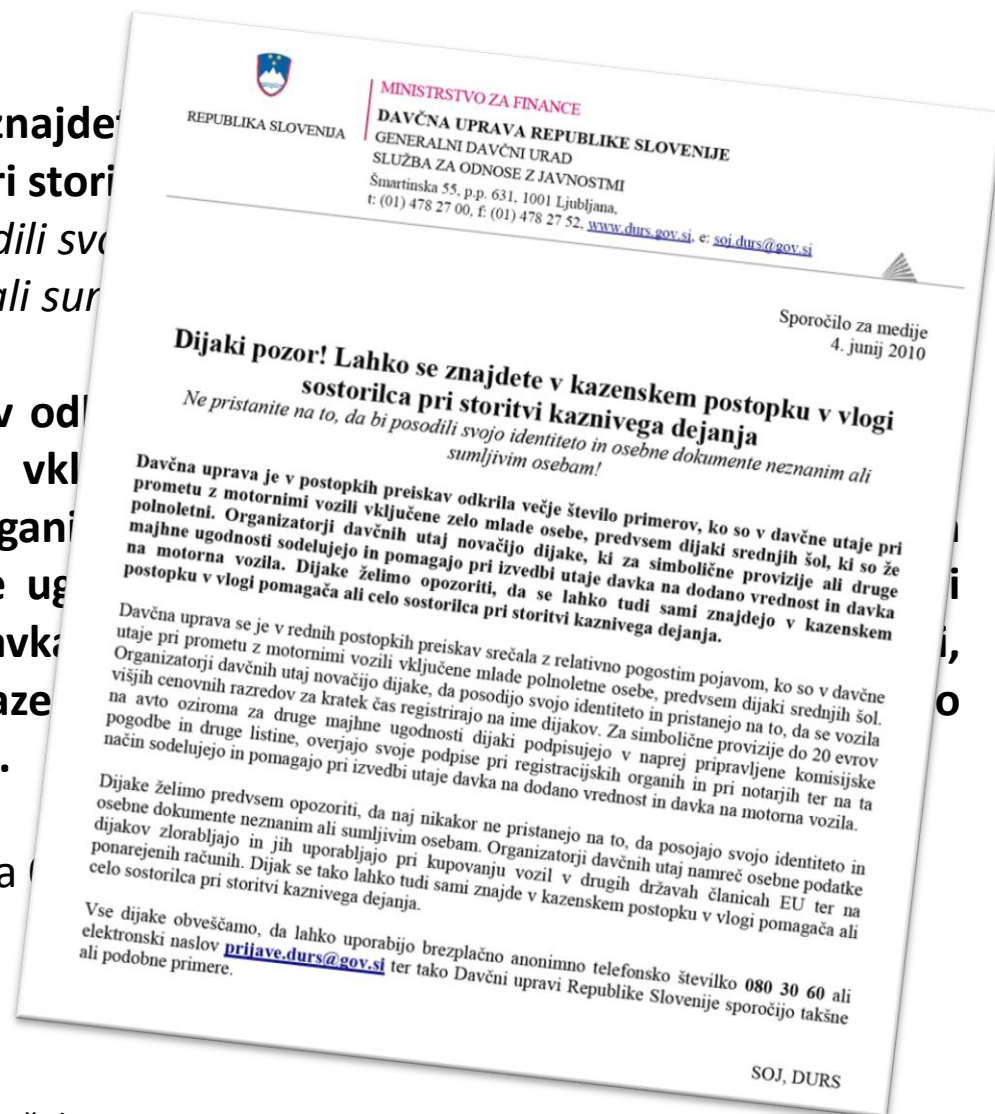 znajdet
ri stori
dili sv
ali sum
v od
vkl
gani
e ug i
avka i,
aze o
.
a (
REPUBLIKA SLOVENIJA
MINISTRSTVO ZA FINANCE
DAVČNA UPRAVA REPUBLIKE SLOVENIJE
GENERALNI DAVČNI URAD
SLUŽBA ZA ODNOSE Z JAVNOSTMI
Šmartinska 55, p.p. 631, 1001 Ljubljana,
t: (01) 478 27 00, f: (01) 478 27 52, www.durs.gov.si, e: soj.durs@gov.si
Sporočilo za medije
4. junij 2010
Dijaki pozor! Lahko se znajdete v kazenskem postopku v vlogi
sostorilca pri storitvi kaznivega dejanja
Ne pristanite na to, da bi posodili svojo identiteto in osebne dokumente neznanim ali
sumljivim osebam!
Davčna uprava je v postopkih preiskav odkrila večje število primerov, ko so v davčne utaje pri
prometu z motornimi vozili vključene zelo mlade osebe, predvsem dijaki srednjih šol, ki so že
polnoletni. Organizatorji davčnih utaj novačijo dijake, ki za simbolične provizije ali druge
majhne ugodnosti sodelujejo in pomagajo pri izvedbi utaje davka na dodano vrednost in davka
na motorna vozila. Dijake želimo opozoriti, da se lahko tudi sami znajdejo v kazenskem
postopku v vlogi pomagača ali celo sostorilca pri storitvi kaznivega dejanja.
Davčna uprava se je v rednih postopkih preiskav srečala z relativno pogostim pojavom, ko so v davčne
utaje pri prometu z motornimi vozili vključene mlade polnoletne osebe, predvsem dijaki srednjih šol.
Organizatorji davčnih utaj novačijo dijake, da posodijo svojo identiteto in pristanejo na to, da se vozila
višjih cenovnih razredov za kratek čas registrirajo na ime dijakov. Za simbolične provizije do 20 evrov
na avto oziroma za druge majhne ugodnosti dijaki podpisujejo v naprej pripravljene komisijske
pogodbe in druge listine, overjajo svoje podpise pri registracijskih organih in pri notarjih ter na ta
način sodelujejo in pomagajo pri izvedbi utaje davka na dodano vrednost in davka na motorna vozila.
Dijake želimo predvsem opozoriti, da naj nikakor ne pristanejo na to, da posojajo svojo identiteto in
osebne dokumente neznanim ali sumljivim osebam. Organizatorji davčnih utaj namreč osebne podatke
dijakov zlorabljajo in jih uporabljajo pri kupovanju vozil v drugih državah članicah EU ter na
ponarejenih računih. Dijak se tako lahko tudi sami znajde v kazenskem postopku v vlogi pomagača ali
celo sostorilca pri storitvi kaznivega dejanja.
Vse dijake obveščamo, da lahko uporabijo brezplačno anonimno telefonsko številko 080 30 60 ali
elektronski naslov prijave.durs@gov.si ter tako Davčni upravi Republike Slovenije sporočijo takšne
ali podobne primere.
SOJ, DURS